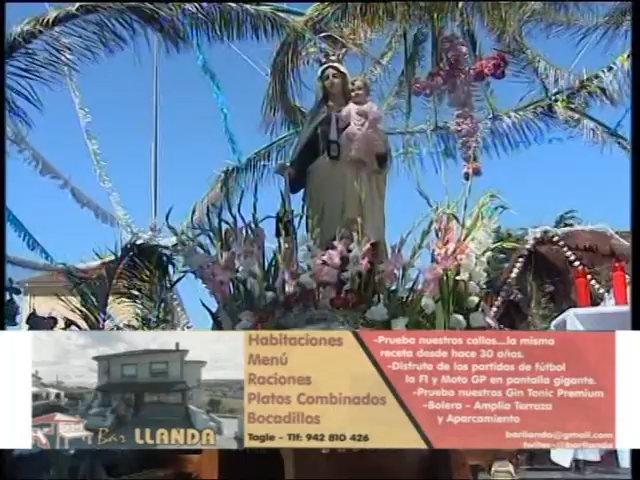 Bar LLANDA
Habitaciones
Menú
Raciones
Platos Combinados
Bocadillos
Tagle - Tlf: 942 810 426
-Prueba nuestros callos...la misma
receta desde hace 30 años.
-Disfruta de los partidos de fútbol
la F1 y Moto GP en pantalla gigante.
-Prueba nuestros Gin Tonic Premium
-Bolera - Amplia Terraza
y Aparcamiento
barllanda@gmail.com